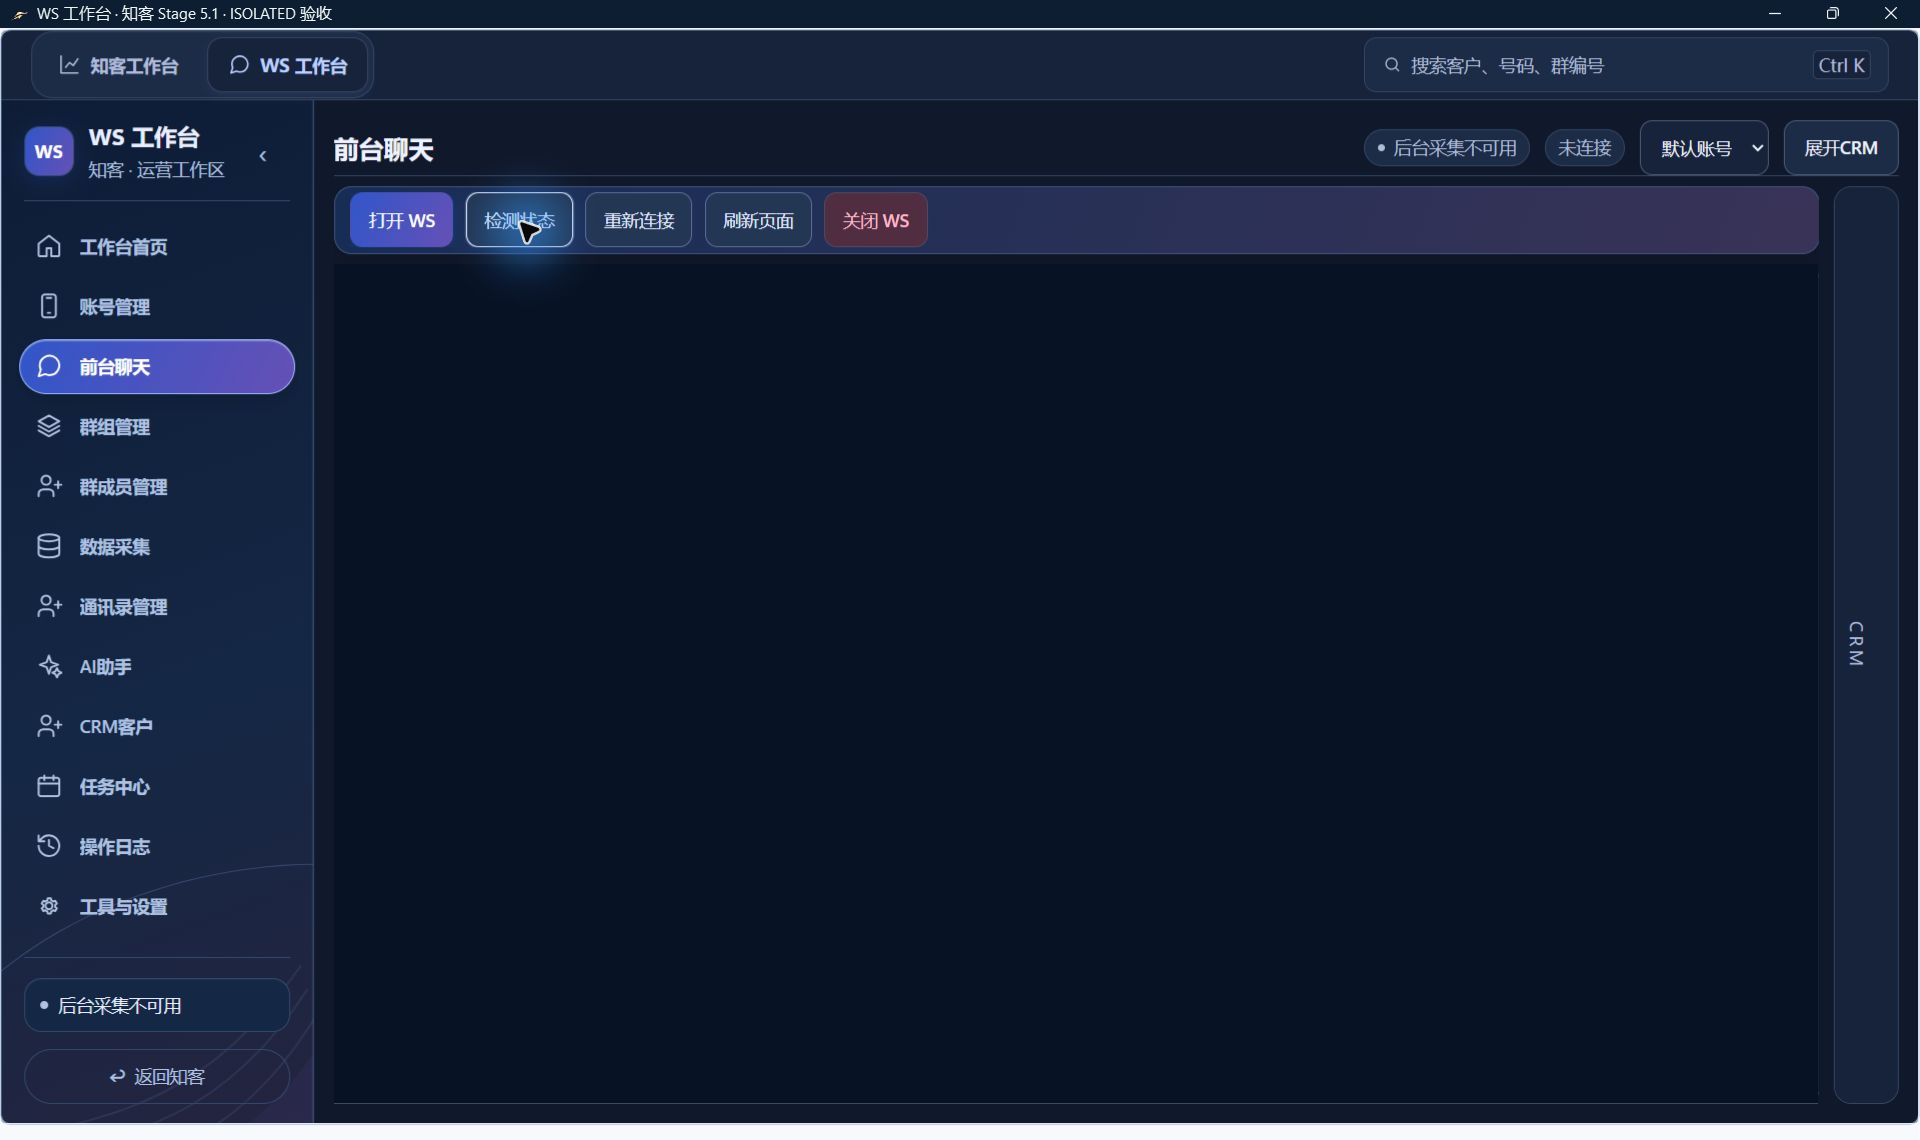 WS 工作台 · 知客 Stage 5.1 · ISOLATED 验收
知客工作台
WS 工作台
搜索客户、号码、群编号
Ctrl K
WS
WS 工作台
知客 · 运营工作区
工作台首页
账号管理
前台聊天
群组管理
群成员管理
数据采集
通讯录管理
AI助手
CRM客户
任务中心
操作日志
工具与设置
后台采集不可用
返回知客
前台聊天
后台采集不可用
未连接
默认账号
展开CRM
打开 WS
检测状态
重新连接
刷新页面
关闭 WS
CRM